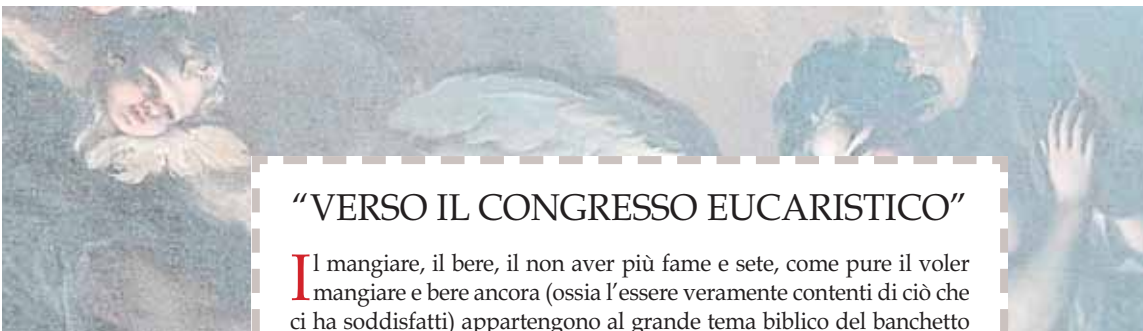 “VERSO IL CONGRESSO EUCARISTICO”
Il mangiare, il bere, il non aver più fame e sete, come pure il voler
mangiare e bere ancora (ossia l’essere veramente contenti di ciò che
ci ha soddisfatti) appartengono al grande tema biblico del banchetto